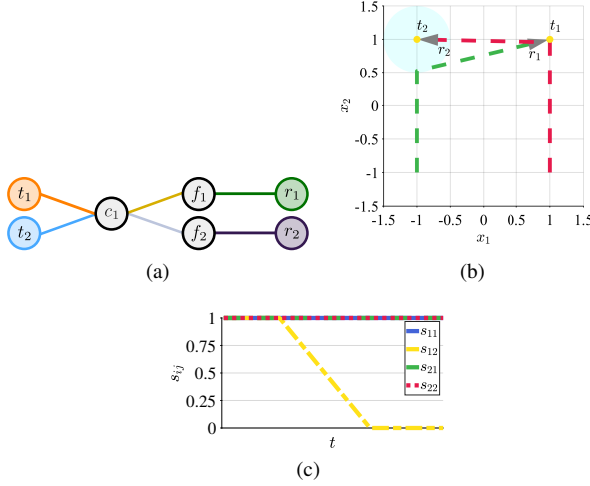 t₁
t₂
c₁
f₁
f₂
r₁
r₂
(a)
x₂
1.5
1
0.5
0
-0.5
-1
-1.5
t₂
t₁
r₂
r₁
-1.5 -1 -0.5 0 0.5 1 1.5
x₁
(b)
sᵢⱼ
1
0.75
0.5
0.25
0
s₁₁
s₁₂
s₂₁
s₂₂
t
(c)